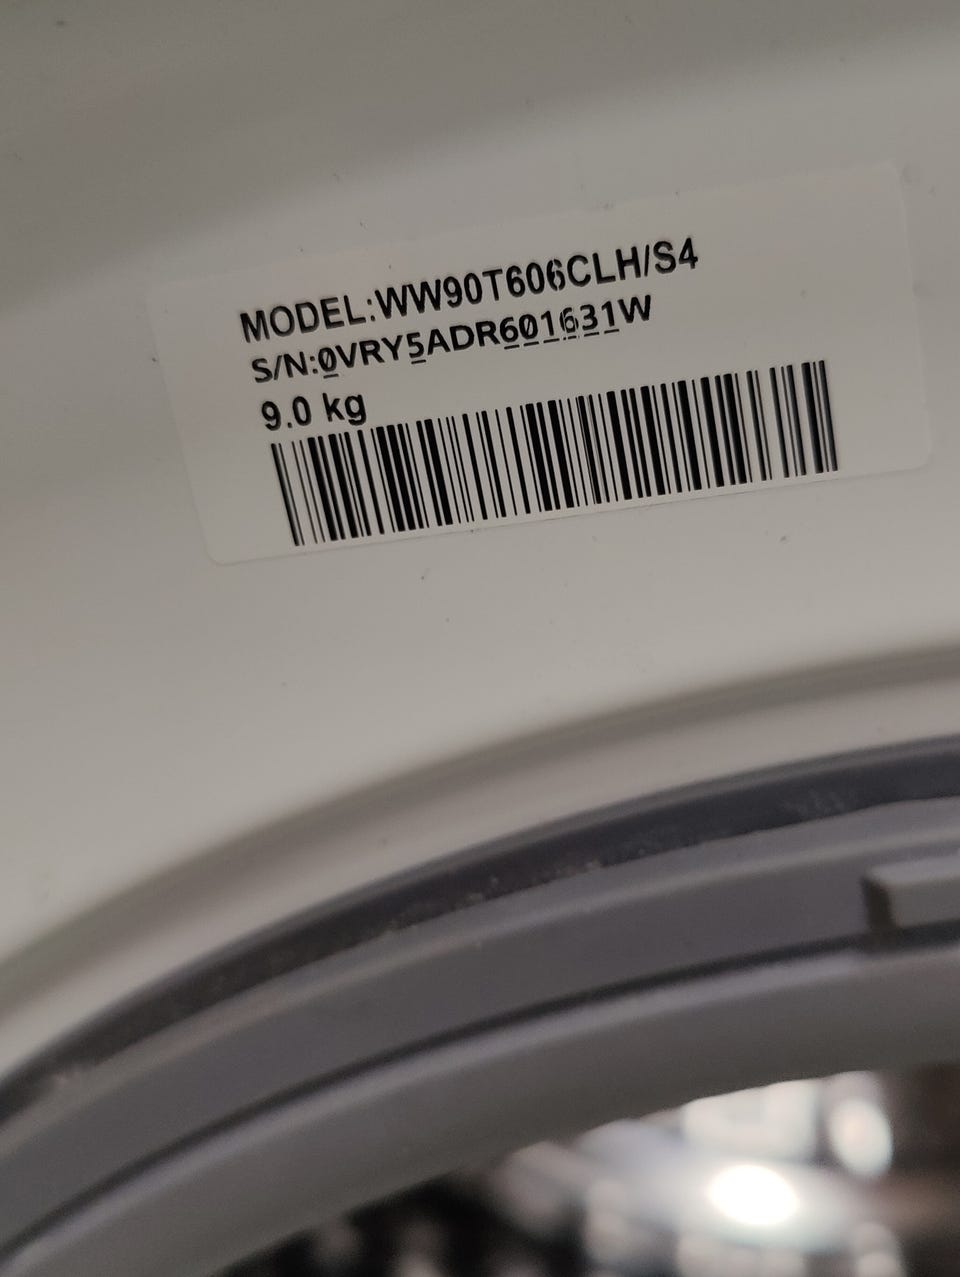 MODEL:WW90T606CLH/S4
S/N:0VRY5ADR601631W
9.0 kg